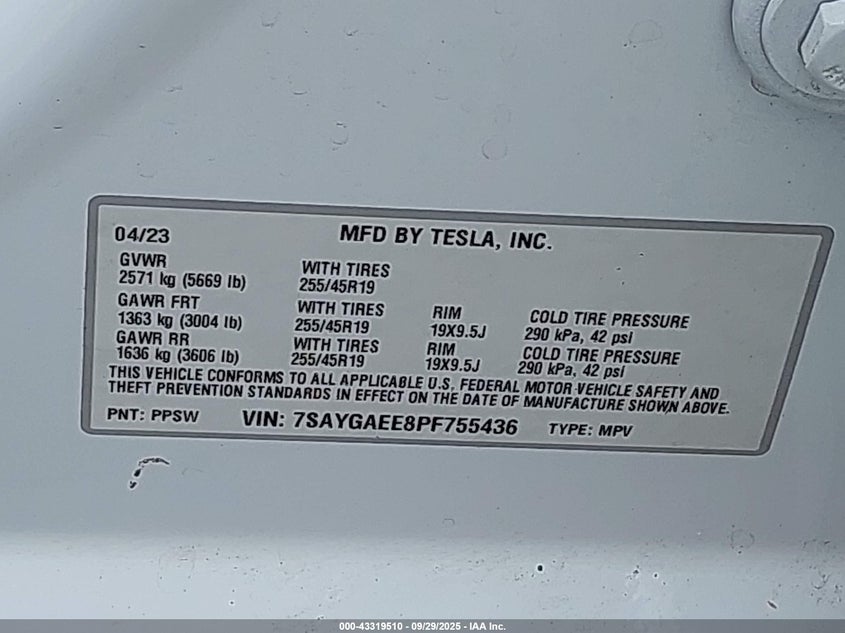 04/23 MFD BY TESLA, INC.
GVWR WITH TIRES
2571 kg (5669 lb) 255/45R19
GAWR FRT WITH TIRES RIM COLD TIRE PRESSURE
1363 kg (3004 lb) 255/45R19 19X9.5J 290 kPa, 42 psi
GAWR RR WITH TIRES RIM COLD TIRE PRESSURE
1636 kg (3606 lb) 255/45R19 19X9.5J 290 kPa, 42 psi
THIS VEHICLE CONFORMS TO ALL APPLICABLE U.S. FEDERAL MOTOR VEHICLE SAFETY AND
THEFT PREVENTION STANDARDS IN EFFECT ON THE DATE OF MANUFACTURE SHOWN ABOVE.
PNT: PPSW VIN: 7SAYGAEE8PF755436 TYPE: MPV
000-43319510 - 09/29/2025 - IAA Inc.